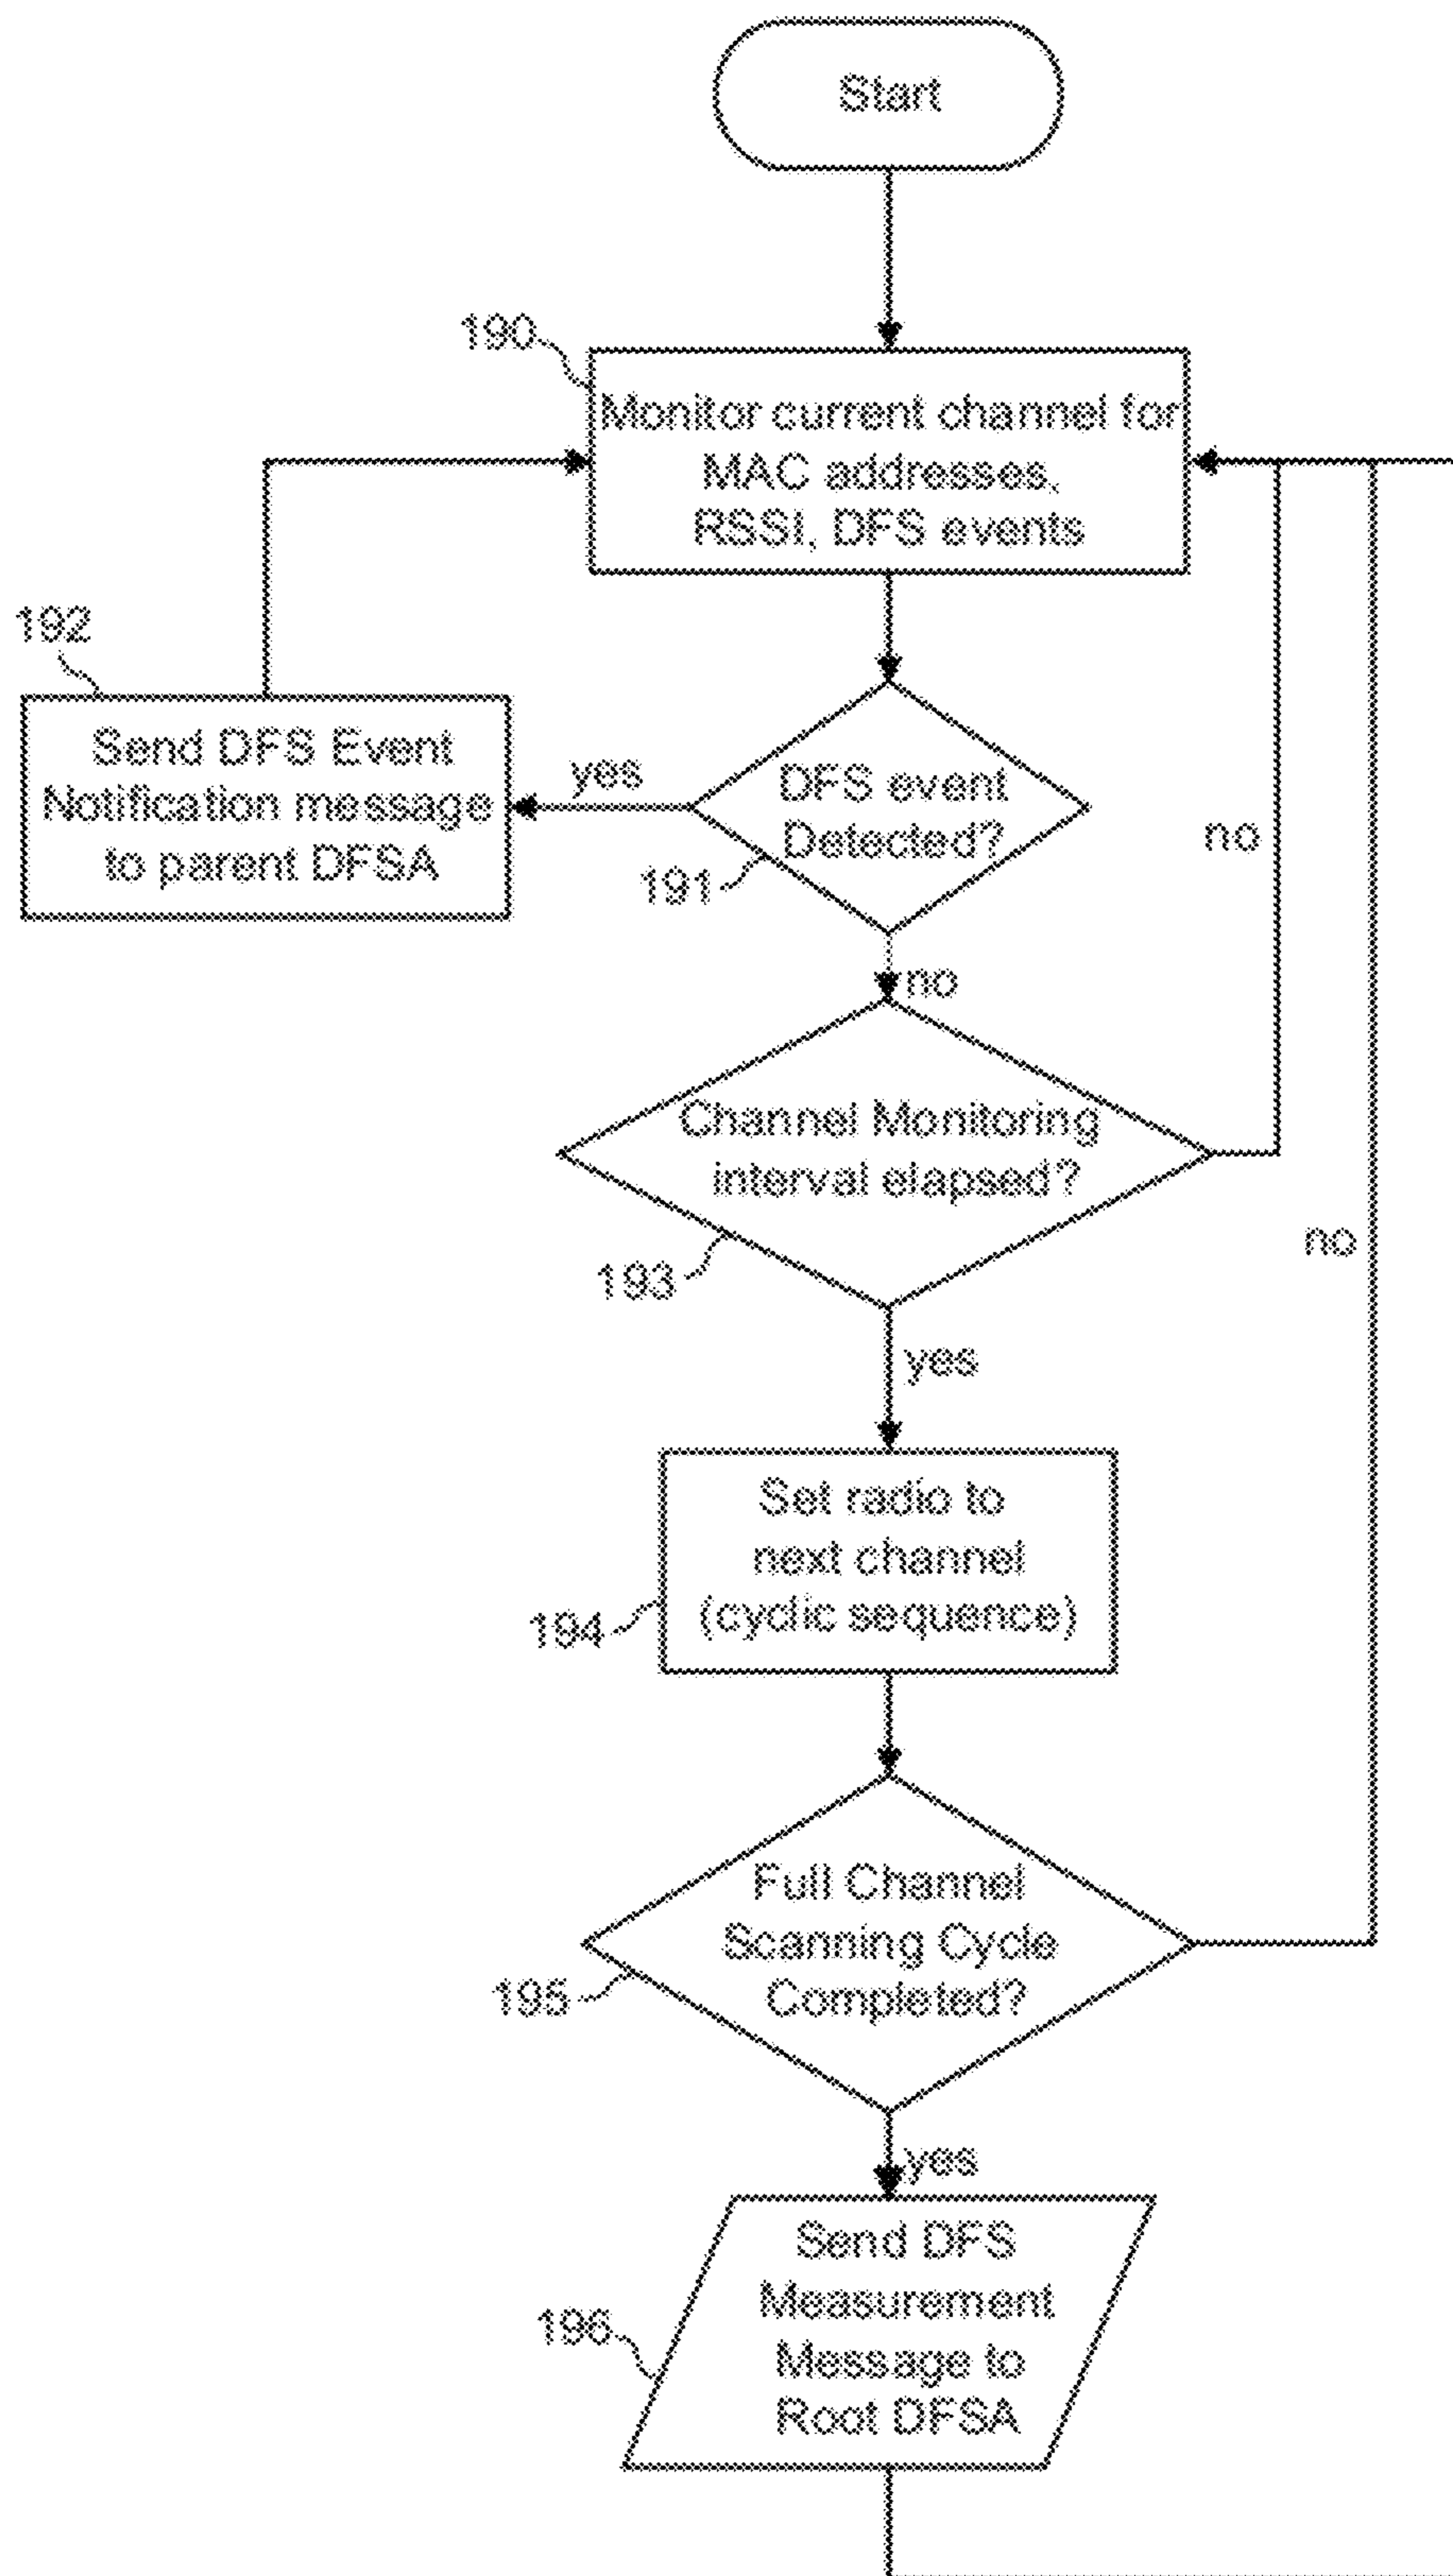 Start
190
Monitor current channel for
MAC addresses,
RSSI, DFS events
192
Send DFS Event
Notification message
to parent DFSA
yes
DFS event
Detected?
191
no
no
Channel Monitoring
interval elapsed?
193
no
yes
Set radio to
next channel
(cyclic sequence)
194
Full Channel
Scanning Cycle
Completed?
195
yes
Send DFS
Measurement
Message to
Root DFSA
196